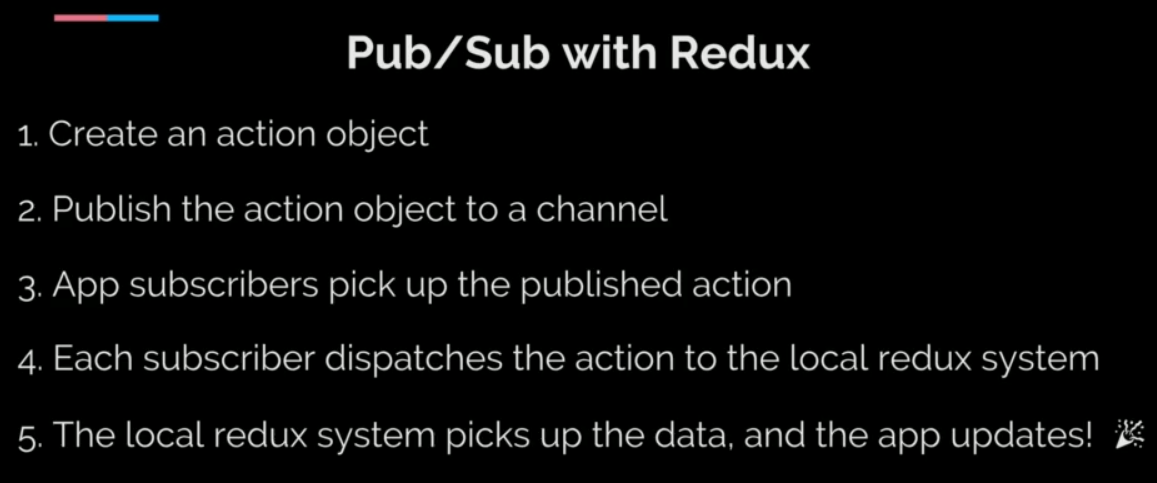 Pub/Sub with Redux
1. Create an action object
2. Publish the action object to a channel
3. App subscribers pick up the published action
4. Each subscriber dispatches the action to the local redux system
5. The local redux system picks up the data, and the app updates! 🎉